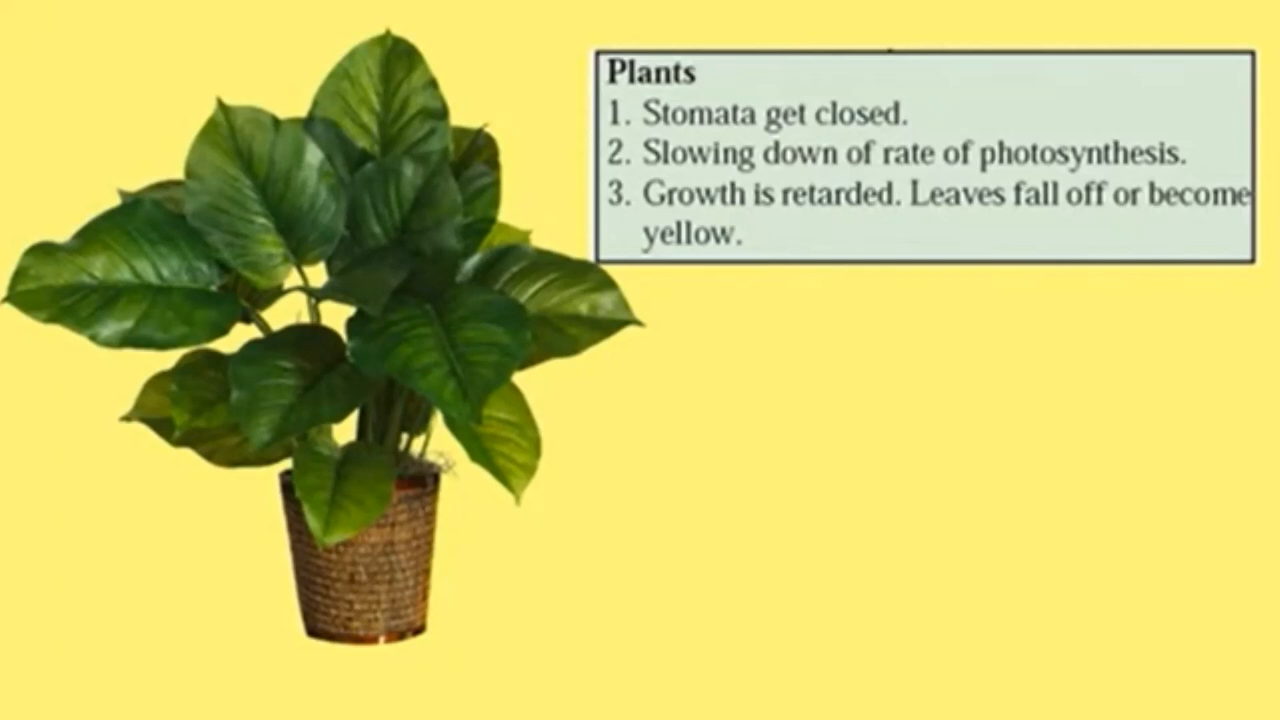 Plants
1. Stomata get closed.
2. Slowing down of rate of photosynthesis.
3. Growth is retarded. Leaves fall off or become
yellow.